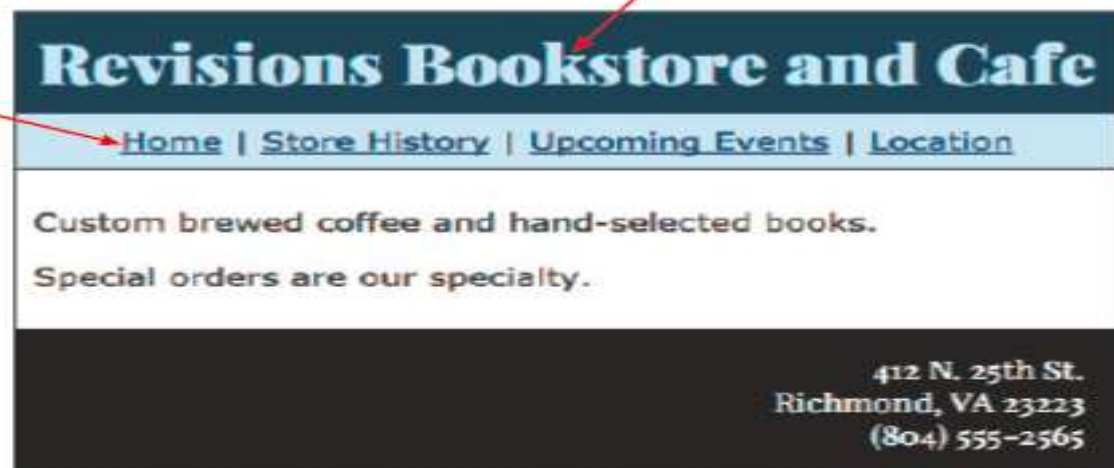 Revisions Bookstore and Cafe
Home | Store History | Upcoming Events | Location
Custom brewed coffee and hand-selected books.
Special orders are our specialty.
412 N. 25th St.
Richmond, VA 23223
(804) 555-2565